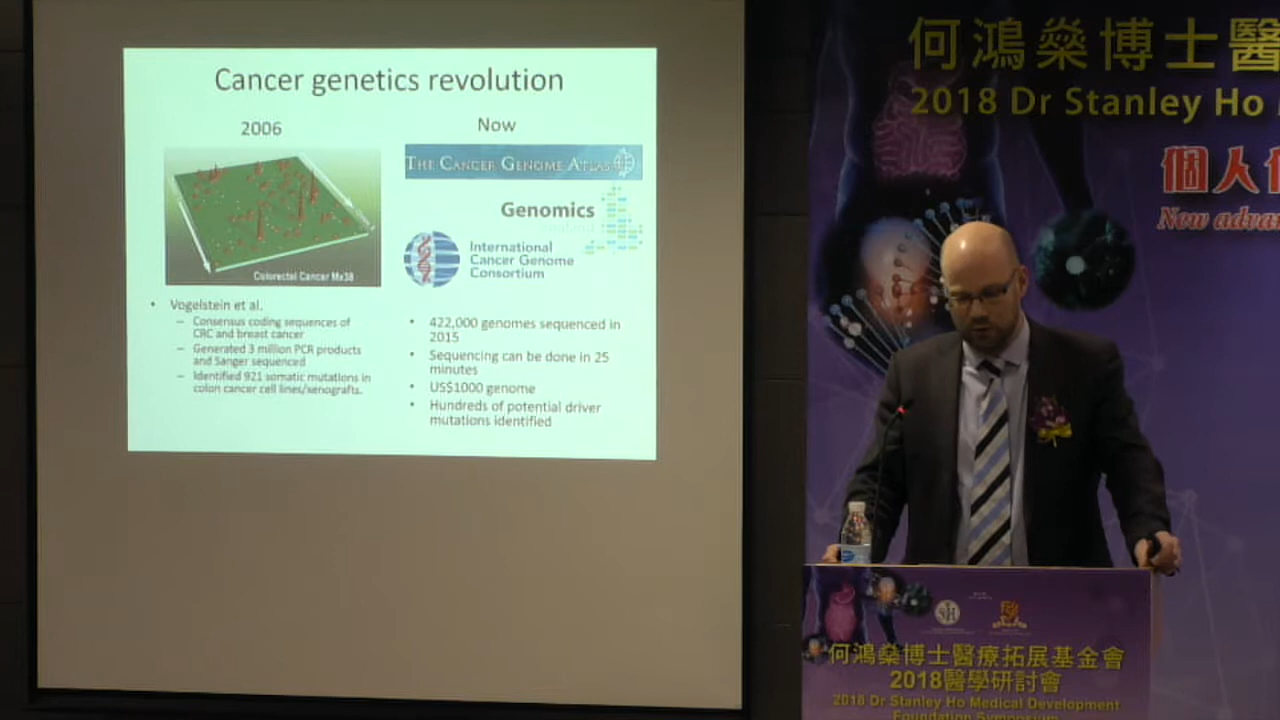 Cancer genetics revolution
2006
Colorectal Cancer Mx38
Vogelstein et al.
Consensus coding sequences of
CRC and breast cancer
Generated 3 million PCR products
and Sanger sequenced
Identified 921 somatic mutations in
colon cancer cell lines/xenografts.
Now
THE CANCER GENOME ATLAS
Genomics
england
International
Cancer Genome
Consortium
422,000 genomes sequenced in
2015
Sequencing can be done in 25
minutes
US$1000 genome
Hundreds of potential driver
mutations identified
何鴻燊博士醫
2018 Dr Stanley Ho
個人
New adva
何鴻燊博士醫療拓展基金會
2018醫學研討會
2018 Dr Stanley Ho Medical Development
Foundation Symposium